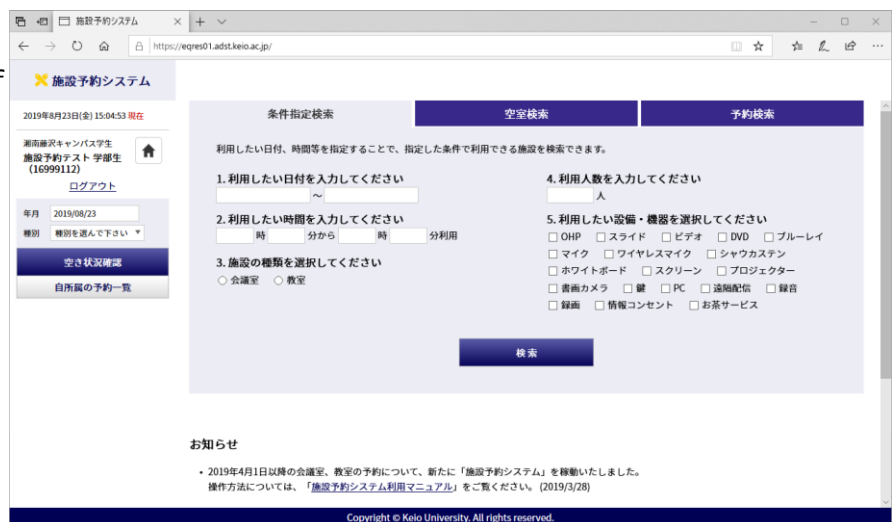 施設予約システム
https://eqres01.adst.keio.ac.jp/
施設予約システム
2019年8月23日(金) 15:04:53 現在
湘南藤沢キャンパス学生
施設予約テスト 学部生
(16999112)
ログアウト
年月 2019/08/23
種別 種別を選んで下さい
空き状況確認
自所属の予約一覧
条件指定検索 空室検索 予約検索
利用したい日付、時間等を指定することで、指定した条件で利用できる施設を検索できます。
1. 利用したい日付を入力してください
～
2. 利用したい時間を入力してください
時 分から 時 分利用
3. 施設の種類を選択してください
会議室 教室
4. 利用人数を入力してください
人
5. 利用したい設備・機器を選択してください
OHP スライド ビデオ DVD ブルーレイ
マイク ワイヤレスマイク シャウカステン
ホワイトボード スクリーン プロジェクター
書画カメラ 鍵 PC 遠隔配信 録音
録画 情報コンセント お茶サービス
検索
お知らせ
・2019年4月1日以降の会議室、教室の予約について、新たに「施設予約システム」を稼動いたしました。
操作方法については、「施設予約システム利用マニュアル」をご覧ください。(2019/3/28)
Copyright © Keio University. All rights reserved.